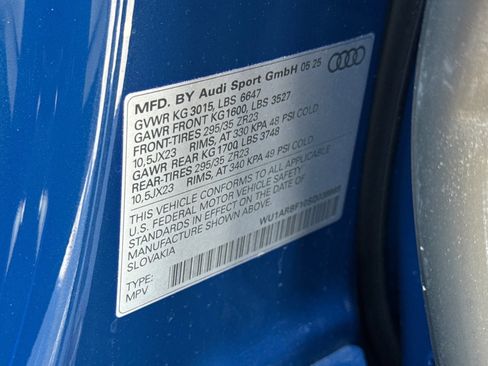 MFD. BY Audi Sport GmbH 05 25
GVWR KG 3015, LBS 6647
GAWR FRONT KG1600, LBS 3527
FRONT-TIRES 295/35 ZR23
10,5JX23 RIMS, AT 330 KPA 48 PSI COLD
GAWR REAR KG 1700 LBS 3748
REAR-TIRES 295/35 ZR23
10,5JX23 RIMS, AT 340 KPA 49 PSI COLD
THIS VEHICLE CONFORMS TO ALL APPLICABLE
U.S. FEDERAL MOTOR VEHICLE SAFETY
STANDARDS IN EFFECT ON THE DATE OF
MANUFACTURE SHOWN ABOVE.
SLOVAKIA
TYPE:
MPV